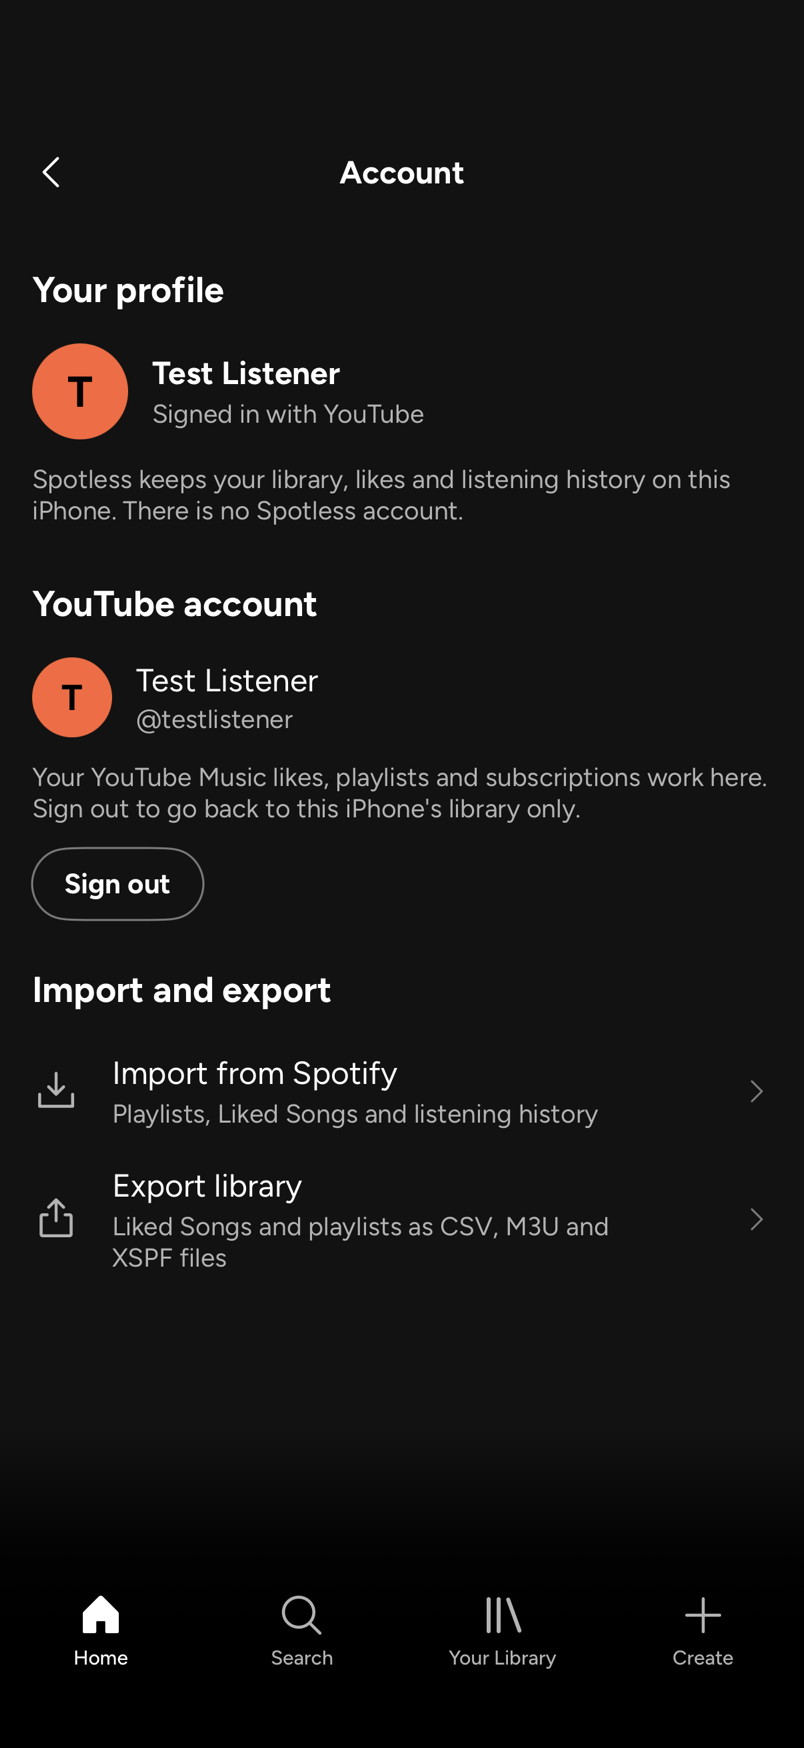 Account
Your profile
T
Test Listener
Signed in with YouTube
Spotless keeps your library, likes and listening history on this
iPhone. There is no Spotless account.
YouTube account
T
Test Listener
@testlistener
Your YouTube Music likes, playlists and subscriptions work here.
Sign out to go back to this iPhone's library only.
Sign out
Import and export
Import from Spotify
Playlists, Liked Songs and listening history
Export library
Liked Songs and playlists as CSV, M3U and
XSPF files
Home
Search
Your Library
Create